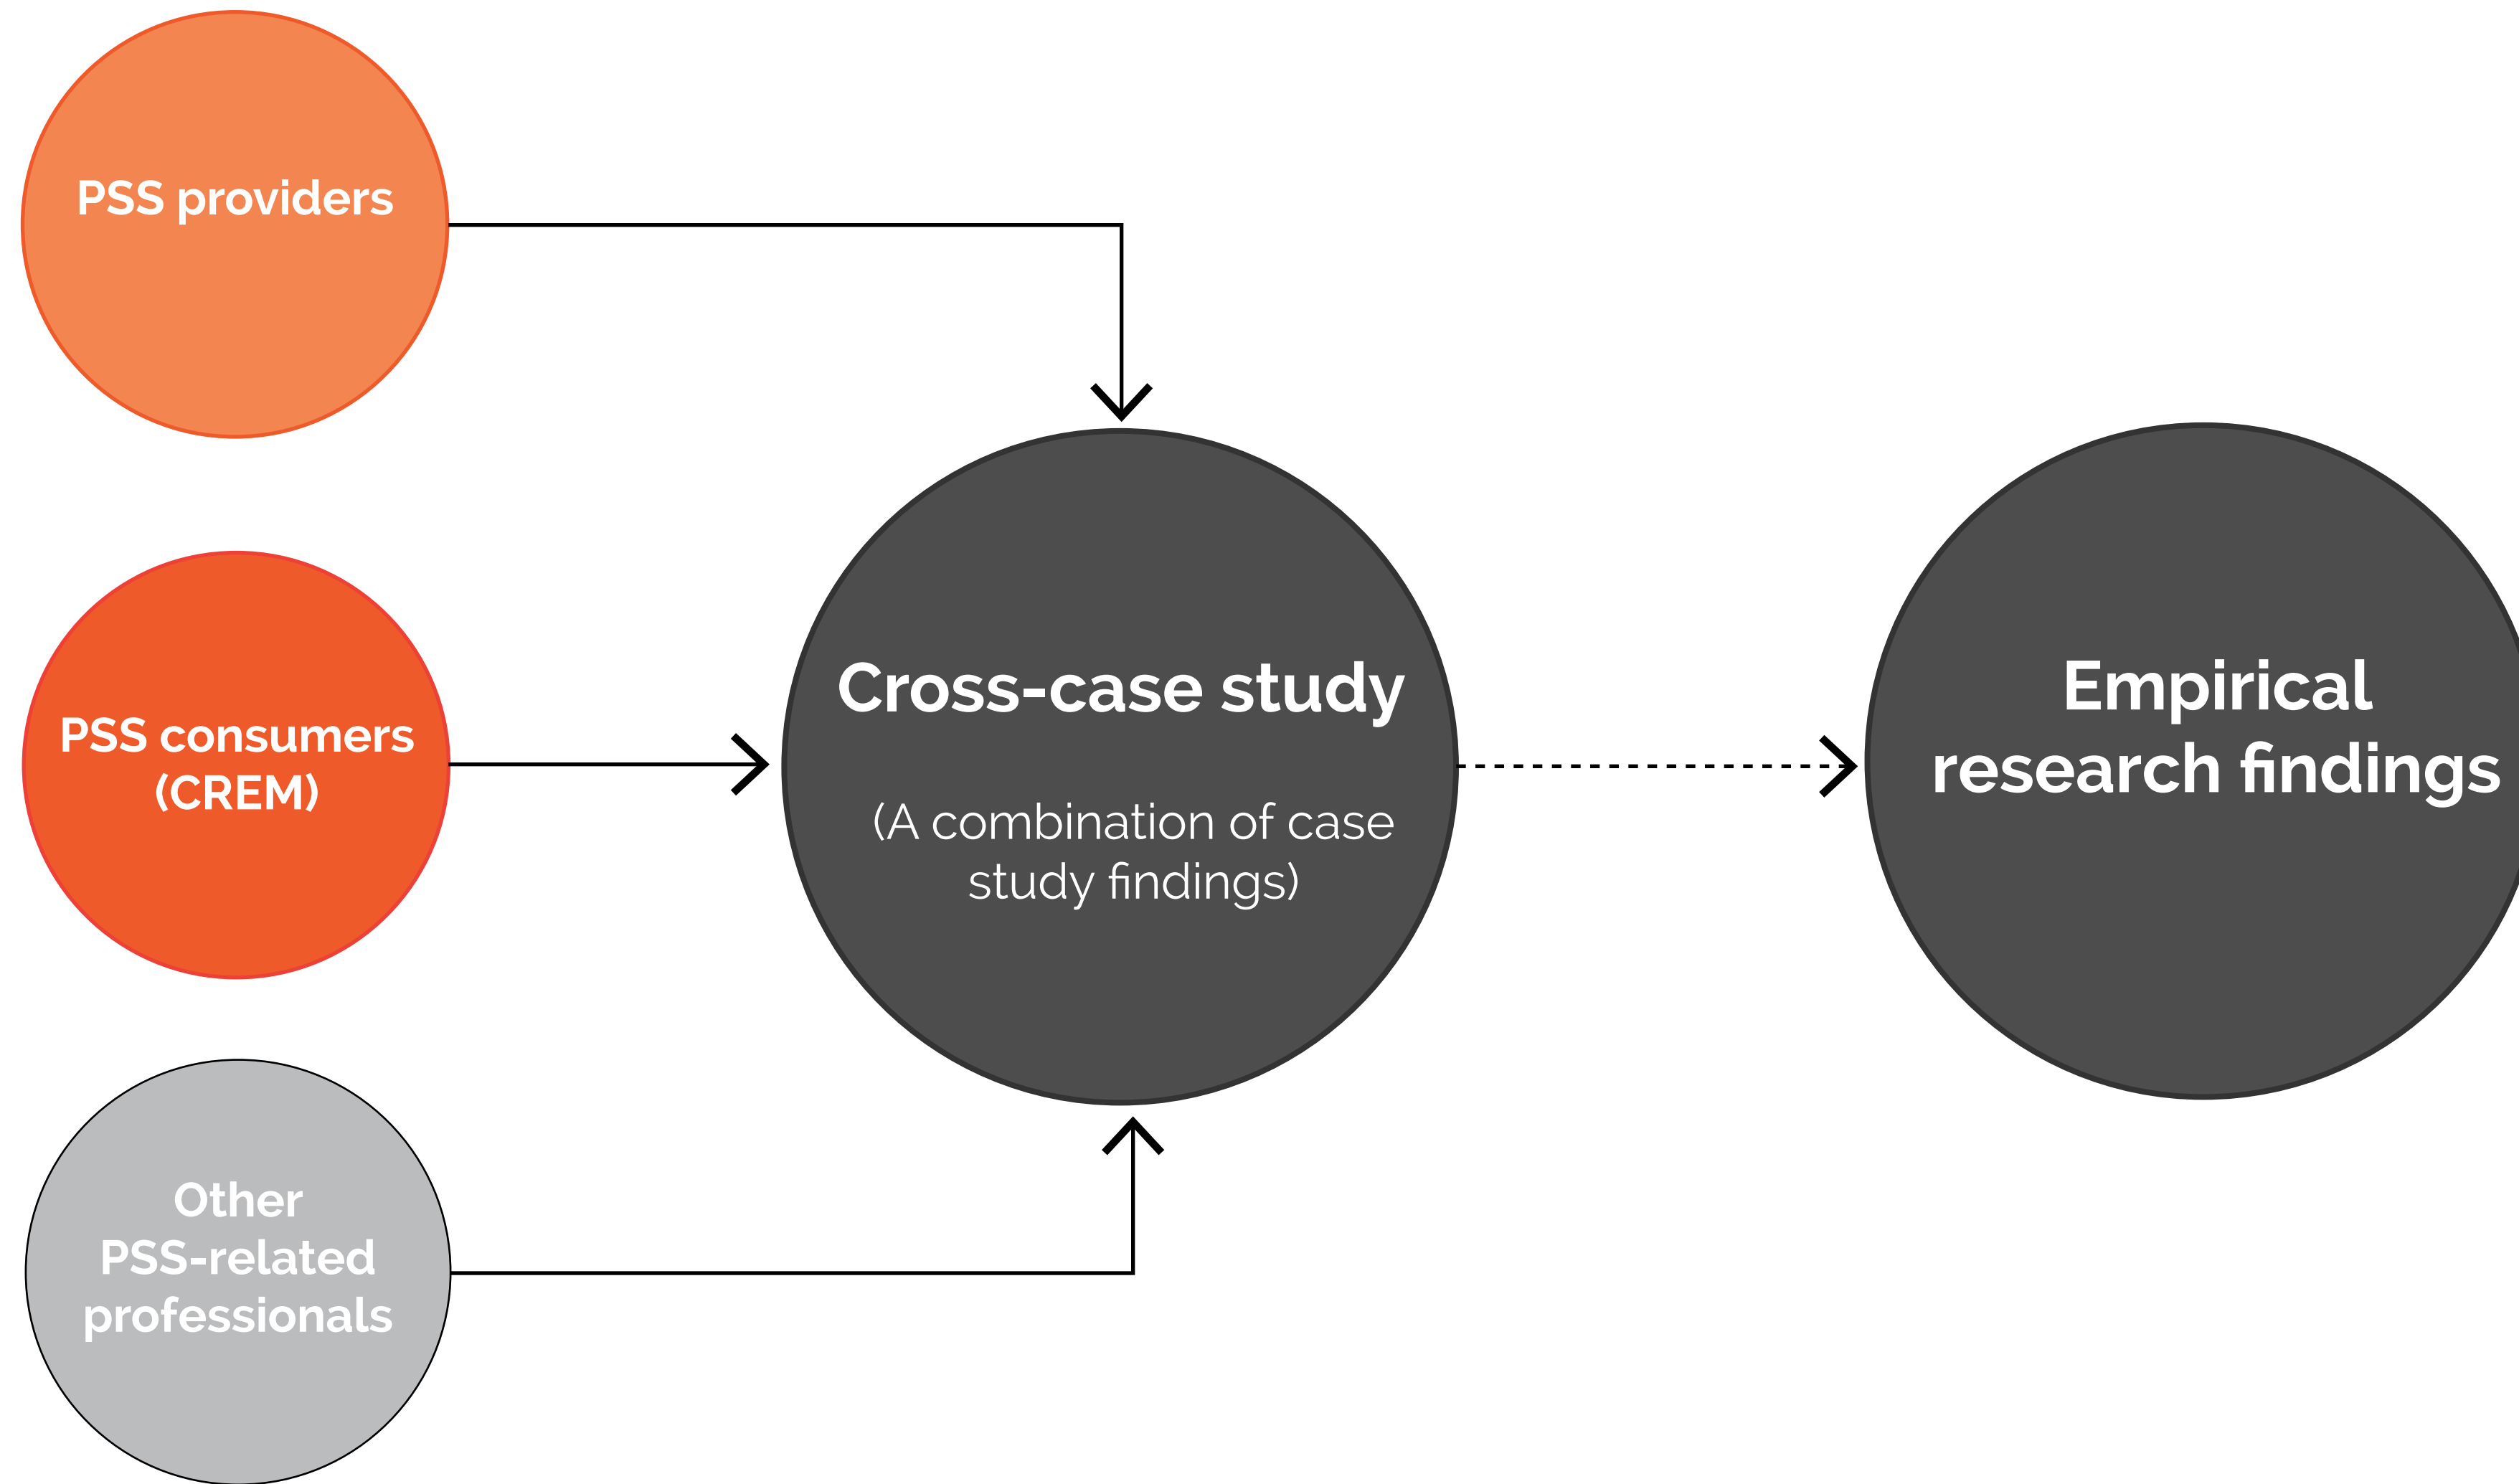 PSS providers
PSS consumers
(CREM)
Other
PSS-related
professionals
Cross-case study
(A combination of case
study findings)
Empirical
research findings